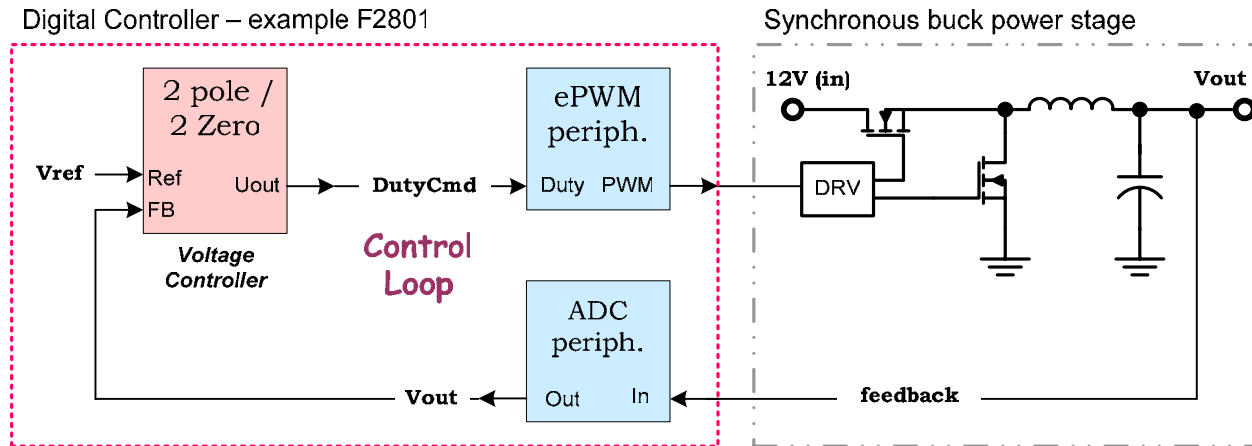 Digital Controller – example F2801
Synchronous buck power stage
2 pole /
2 Zero
Vref
Ref
Uout
FB
Voltage
Controller
DutyCmd
Control
Loop
ePWM
periph.
Duty
PWM
12V (in)
Vout
DRV
ADC
periph.
Out
In
Vout
feedback